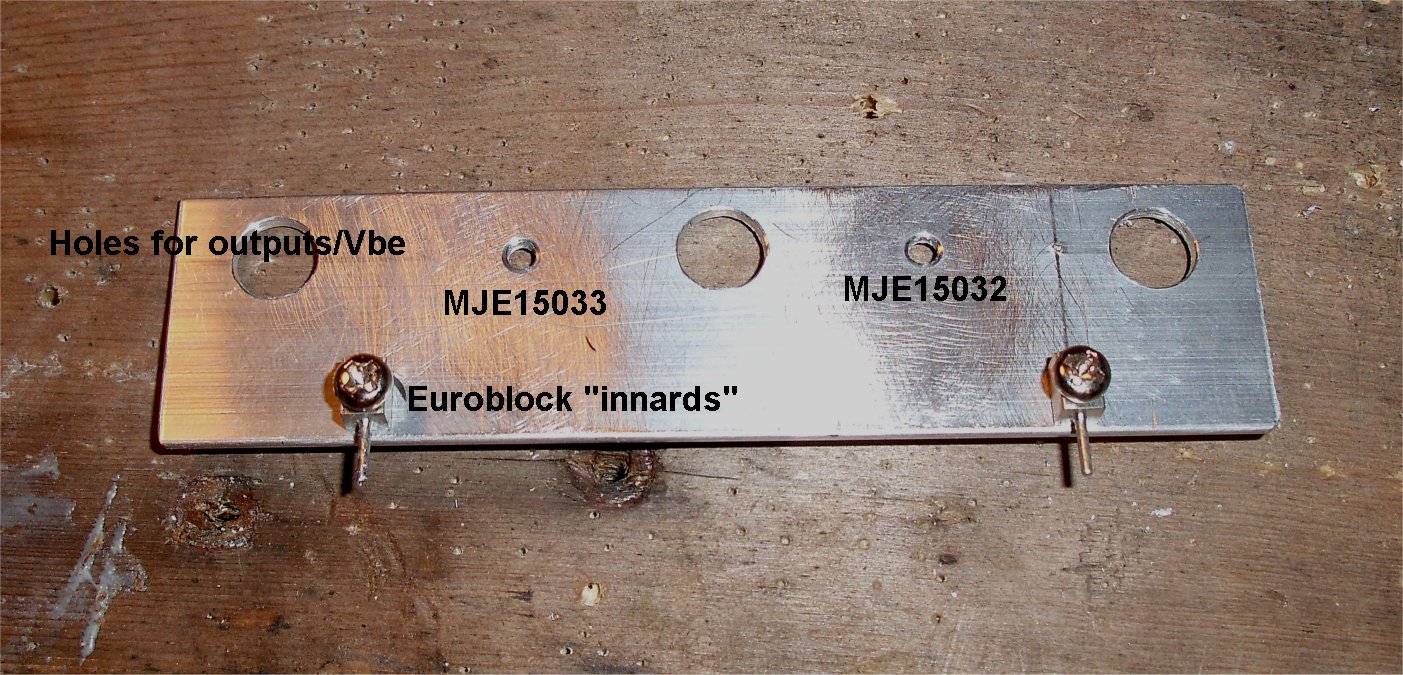 Holes for outputs/Vbe
MJE15033
MJE15032
Euroblock "innards"